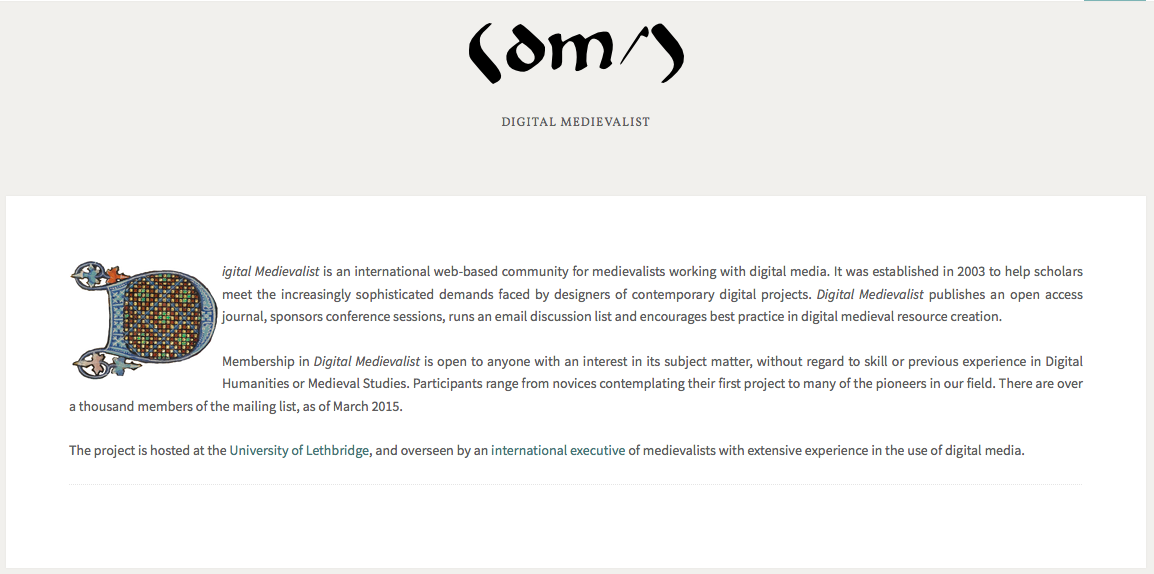 (dm/)
DIGITAL MEDIEVALIST
Digital Medievalist is an international web-based community for medievalists working with digital media. It was established in 2003 to help scholars
meet the increasingly sophisticated demands faced by designers of contemporary digital projects. Digital Medievalist publishes an open access
journal, sponsors conference sessions, runs an email discussion list and encourages best practice in digital medieval resource creation.
Membership in Digital Medievalist is open to anyone with an interest in its subject matter, without regard to skill or previous experience in Digital
Humanities or Medieval Studies. Participants range from novices contemplating their first project to many of the pioneers in our field. There are over
a thousand members of the mailing list, as of March 2015.
The project is hosted at the University of Lethbridge, and overseen by an international executive of medievalists with extensive experience in the use of digital media.